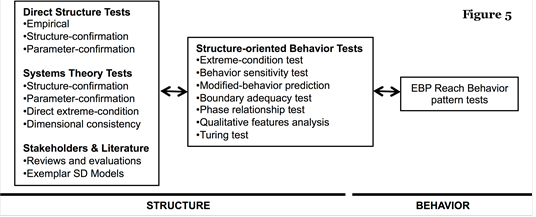 Figure 5
Direct Structure Tests
•Empirical
•Structure-confirmation
•Parameter-confirmation
Systems Theory Tests
•Structure-confirmation
•Parameter-confirmation
•Direct extreme-condition
•Dimensional consistency
Stakeholders & Literature
•Reviews and evaluations
•Exemplar SD Models
Structure-oriented Behavior Tests
•Extreme-condition test
•Behavior sensitivity test
•Modified-behavior prediction
•Boundary adequacy test
•Phase relationship test
•Qualitative features analysis
•Turing test
EBP Reach Behavior
pattern tests
STRUCTURE
BEHAVIOR